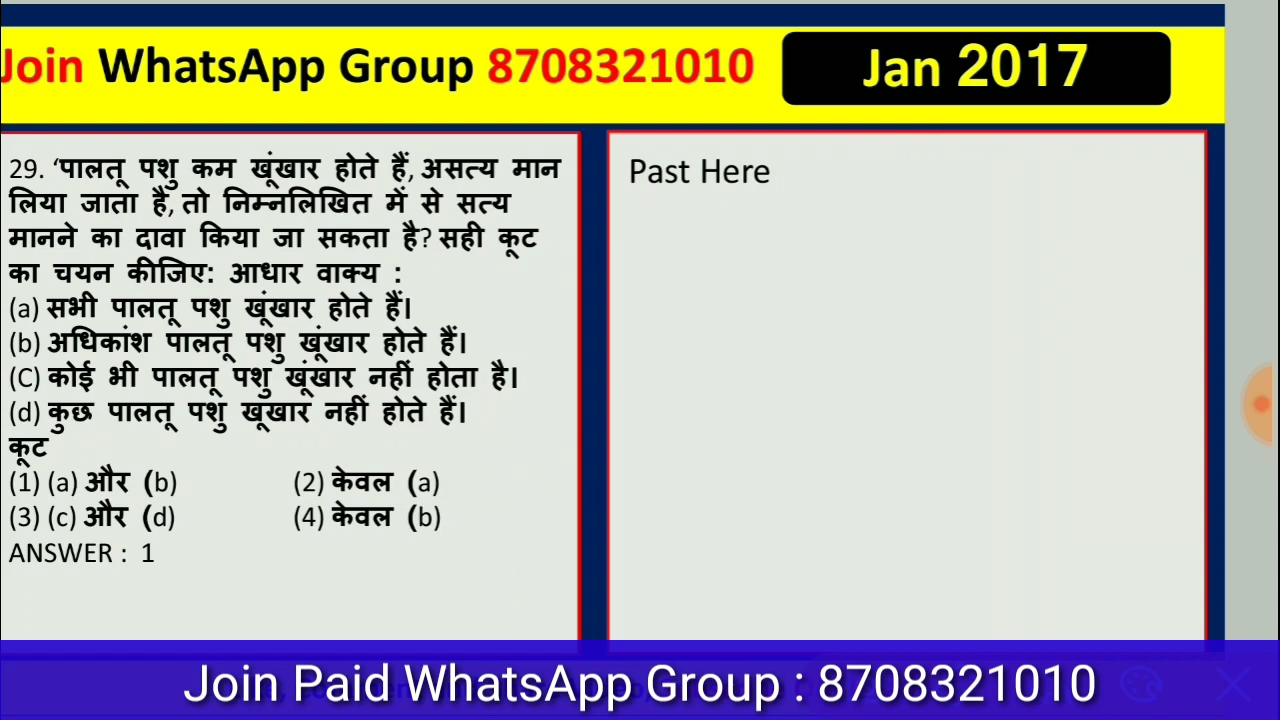 Join WhatsApp Group 8708321010
Jan 2017
29. ‘पालतू पशु कम खूंखार होते हैं, असत्य मान
लिया जाता है, तो निम्नलिखित में से सत्य
मानने का दावा किया जा सकता है? सही कूट
का चयन कीजिए: आधार वाक्य :
(a) सभी पालतू पशु खूंखार होते हैं।
(b) अधिकांश पालतू पशु खूंखार होते हैं।
(C) कोई भी पालतू पशु खूंखार नहीं होता है।
(d) कुछ पालतू पशु खूंखार नहीं होते हैं।
कूट
(1) (a) और (b) (2) केवल (a)
(3) (c) और (d) (4) केवल (b)
ANSWER : 1
Past Here
Join Paid WhatsApp Group : 8708321010